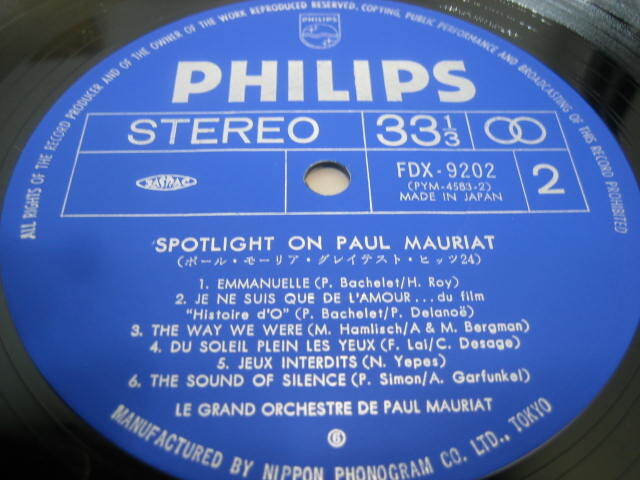 ALL RIGHTS OF THE RECORD PRODUCER AND OF THE OWNER OF THE WORK REPRODUCED RESERVED, COPYING, PUBLIC PERFORMANCE AND BROADCASTING OF THIS RECORD PROHIBITED
PHILIPS
PHILIPS
STEREO 33 1/3
JASRAC
FDX-9202
(PYM-4583-2)
MADE IN JAPAN
2
SPOTLIGHT ON PAUL MAURIAT
(ポール・モーリア・グレイテスト・ヒッツ24)
1. EMMANUELLE (P. Bachelet/H. Roy)
2. JE NE SUIS QUE DE L'AMOUR...du film
"Histoire d'O" (P. Bachelet/P. Delanoë)
3. THE WAY WE WERE (M. Hamlisch/A & M. Bergman)
4. DU SOLEIL PLEIN LES YEUX (F. Lai/C. Desage)
5. JEUX INTERDITS (N. Yepes)
6. THE SOUND OF SILENCE (P. Simon/A. Garfunkel)
LE GRAND ORCHESTRE DE PAUL MAURIAT
6
MANUFACTURED BY NIPPON PHONOGRAM CO. LTD., TOKYO